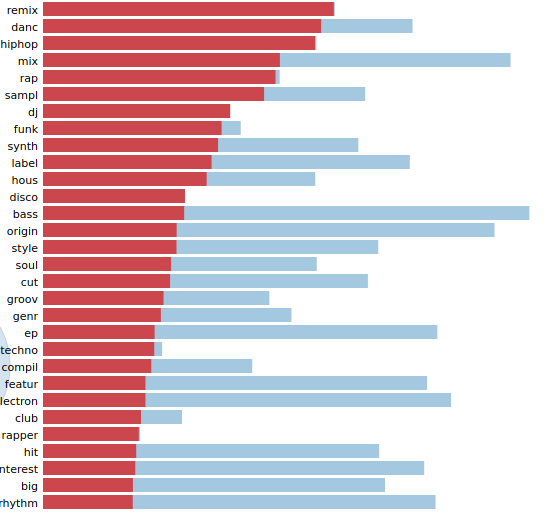 remix
danc
hiphop
mix
rap
sampl
dj
funk
synth
label
hous
disco
bass
origin
style
soul
cut
groov
genr
ep
techno
compil
featur
lectron
club
rapper
hit
nterest
big
rhythm